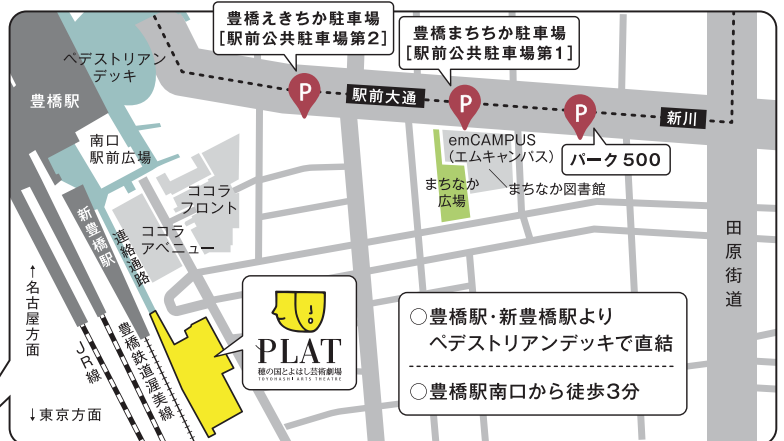 豊橋えきちか駐車場
[駅前公共駐車場第2]
豊橋まちちか駐車場
[駅前公共駐車場第1]
ペデストリアン
デッキ
豊橋駅
P
P
P
駅前大通
新川
パーク500
南口
駅前広場
emCAMPUS
(エムキャンパス)
まちなか図書館
まちなか
広場
ココラ
フロント
ココラ
アベニュー
新豊橋駅
連絡通路
田原街道
↑名古屋方面
JR線
豊橋鉄道渥美線
↓東京方面
PLAT
穂の国とよはし芸術劇場
TOYOHASHI ARTS THEATRE
○豊橋駅・新豊橋駅より
ペデストリアンデッキで直結
○豊橋駅南口から徒歩3分